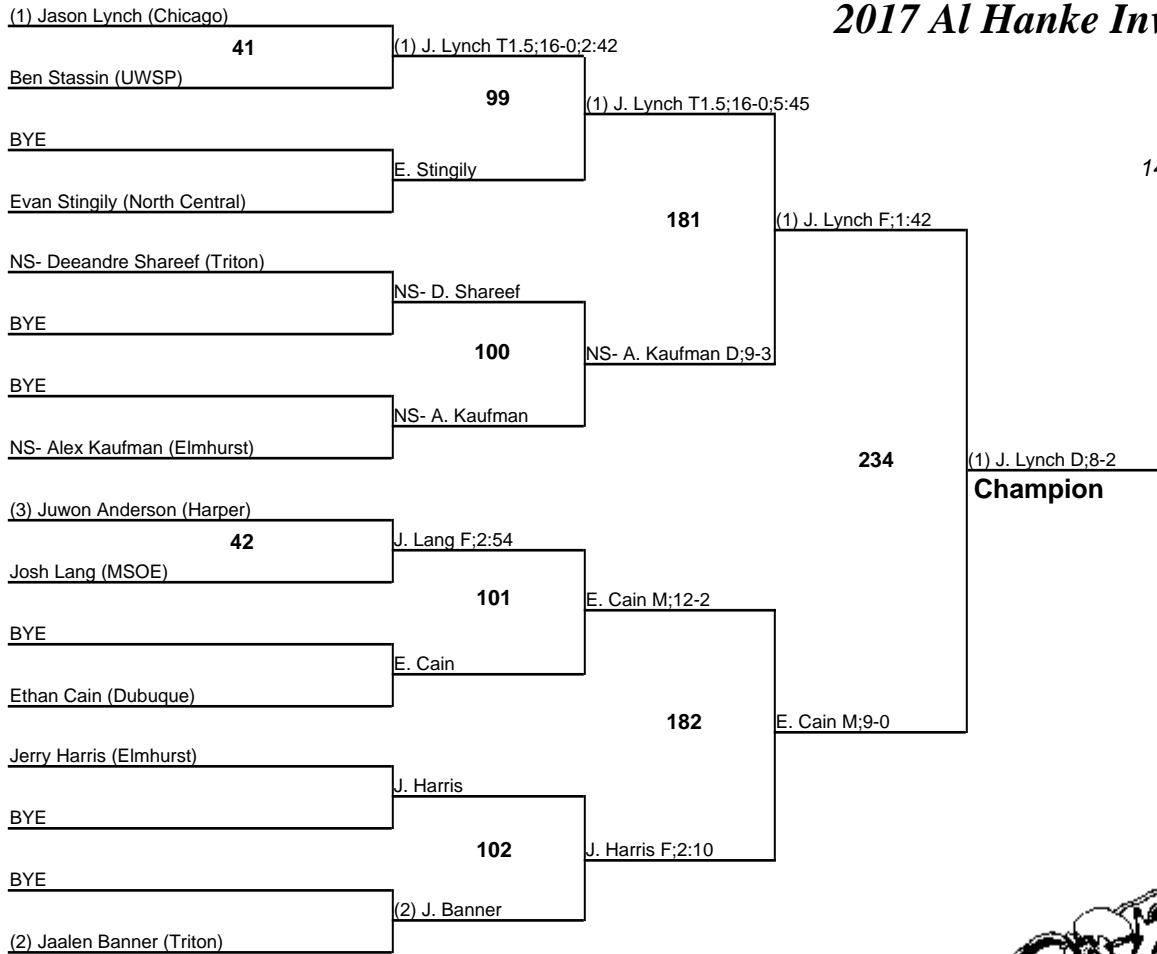 2017 Al Hanke Inv
14
(1) Jason Lynch (Chicago)
41
Ben Stassin (UWSP)
(1) J. Lynch T1.5;16-0;2:42
99
BYE
Evan Stingily (North Central)
E. Stingily
(1) J. Lynch T1.5;16-0;5:45
181
NS- Deeandre Shareef (Triton)
BYE
NS- D. Shareef
100
BYE
NS- Alex Kaufman (Elmhurst)
NS- A. Kaufman
NS- A. Kaufman D;9-3
(1) J. Lynch F;1:42
234
(1) J. Lynch D;8-2
Champion
(3) Juwon Anderson (Harper)
42
Josh Lang (MSOE)
J. Lang F;2:54
101
BYE
Ethan Cain (Dubuque)
E. Cain
E. Cain M;12-2
182
E. Cain M;9-0
Jerry Harris (Elmhurst)
BYE
J. Harris
102
BYE
(2) Jaalen Banner (Triton)
(2) J. Banner
J. Harris F;2:10